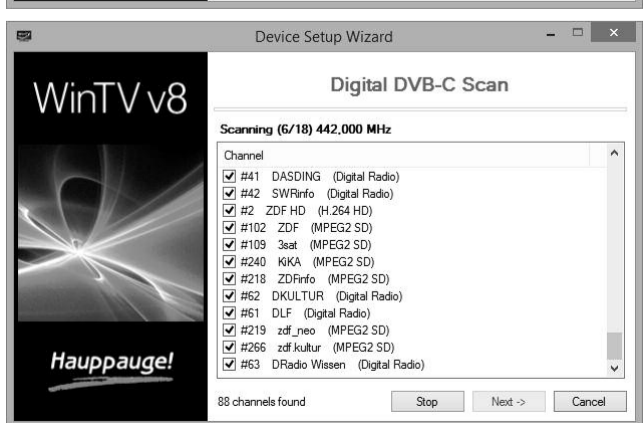 Device Setup Wizard
WinTV v8
Digital DVB-C Scan
Scanning (6/18) 442,000 MHz
Channel
#41 DASDING (Digital Radio)
#42 SWRinfo (Digital Radio)
#2 ZDF HD (H.264 HD)
#102 ZDF (MPEG2 SD)
#109 3sat (MPEG2 SD)
#240 KiKA (MPEG2 SD)
#218 ZDFinfo (MPEG2 SD)
#62 DKULTUR (Digital Radio)
#61 DLF (Digital Radio)
#219 zdf_neo (MPEG2 SD)
#266 zdf.kultur (MPEG2 SD)
#63 DRadio Wissen (Digital Radio)
Hauppauge!
88 channels found
Stop
Next ->
Cancel